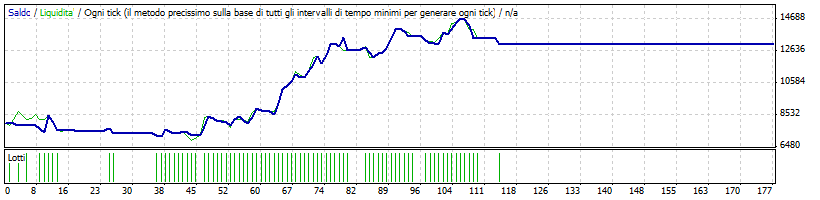 Saldo / Liquidita' / Ogni tick (il metodo precissimo sulla base di tutti gli intervalli di tempo minimi per generare ogni tick) / n/a
14688
12636
10584
8532
6480
Lotti
0 8 16 23 30 38 45 52 60 67 74 82 89 96 104 111 118 126 133 140 148 155 162 170 177